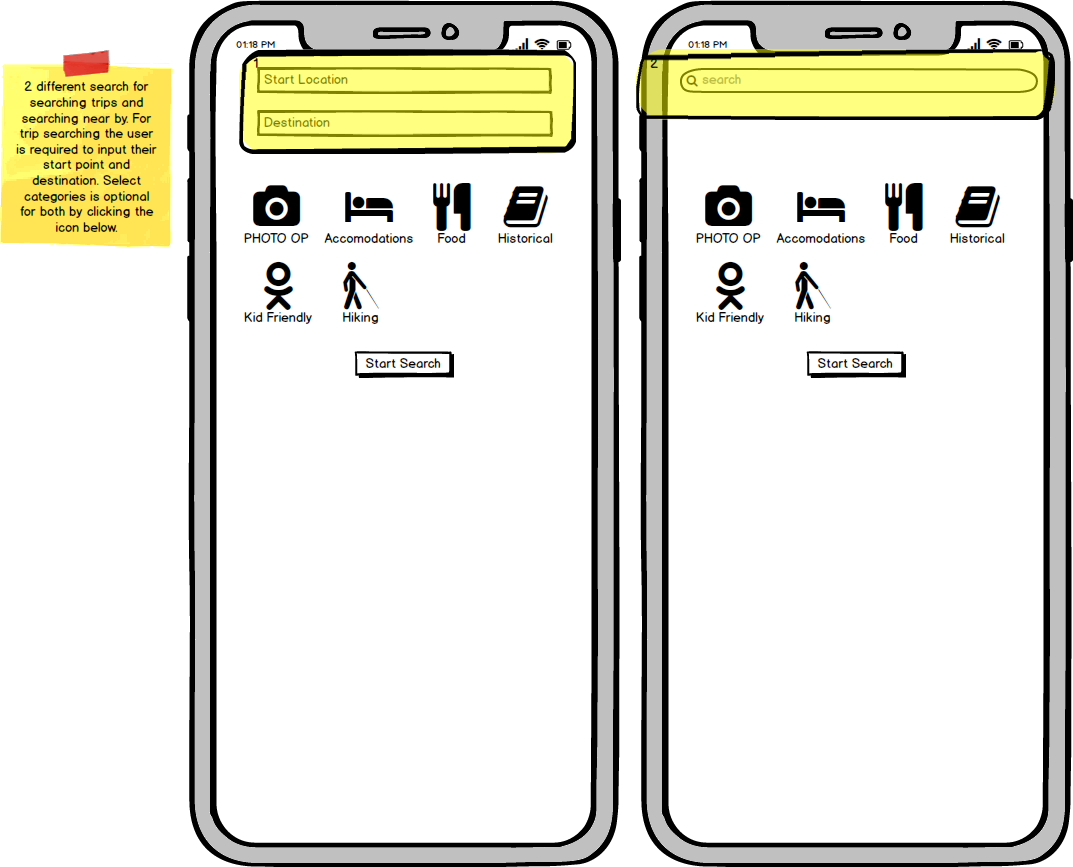 2 different search for
searching trips and
searching near by. For
trip searching the user
is required to input their
start point and
destination. Select
categories is optional
for both by clicking the
icon below.
01:18 PM
1
Start Location
Destination
PHOTO OP Accomodations Food Historical
Kid Friendly Hiking
Start Search
01:18 PM
2
search
PHOTO OP Accomodations Food Historical
Kid Friendly Hiking
Start Search